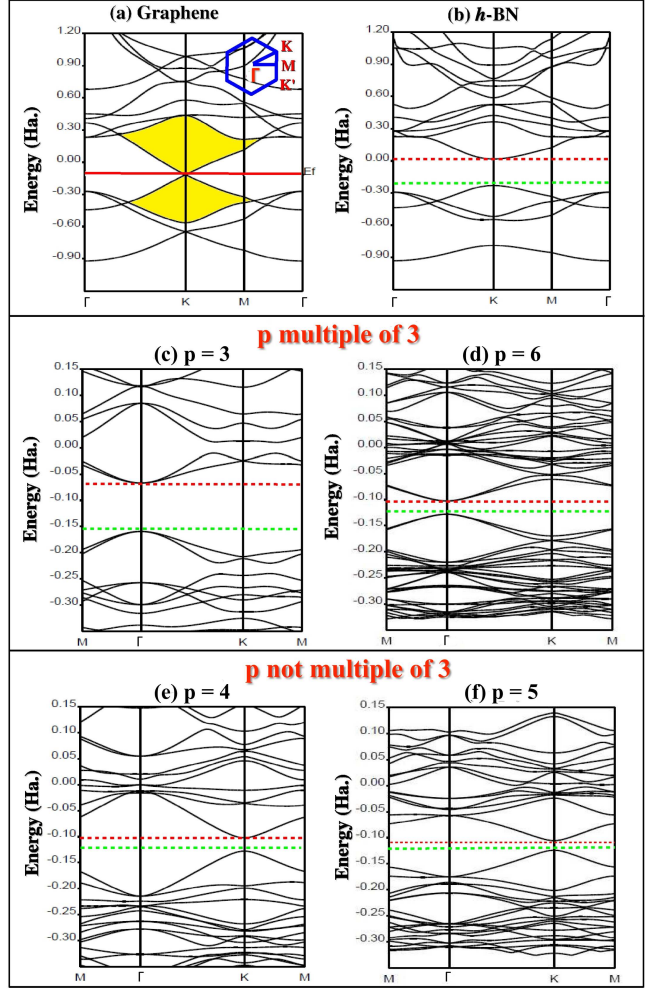 (a) Graphene
(b) h-BN
Energy (Ha.)
1.20
0.90
0.60
0.30
0.00
-0.30
-0.60
-0.90
K
M
Γ
K'
Ef
Γ K M Γ
Energy (Ha.)
1.20
0.90
0.60
0.30
0.00
-0.30
-0.60
-0.90
Γ K M Γ
p multiple of 3
(c) p = 3
(d) p = 6
Energy (Ha.)
0.15
0.10
0.05
0.00
-0.05
-0.10
-0.15
-0.20
-0.25
-0.30
M Γ K M
Energy (Ha.)
0.15
0.10
0.05
0.00
-0.05
-0.10
-0.15
-0.20
-0.25
-0.30
M Γ K M
p not multiple of 3
(e) p = 4
(f) p = 5
Energy (Ha.)
0.15
0.10
0.05
0.00
-0.05
-0.10
-0.15
-0.20
-0.25
-0.30
M Γ K M
Energy (Ha.)
0.15
0.10
0.05
0.00
-0.05
-0.10
-0.15
-0.20
-0.25
-0.30
M Γ K M